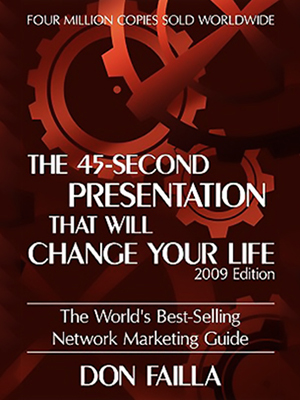 FOUR MILLION COPIES SOLD WORLDWIDE
THE 45-SECOND
PRESENTATION
THAT WILL
CHANGE YOUR LIFE
2009 Edition
The World's Best-Selling
Network Marketing Guide
DON FAILLA